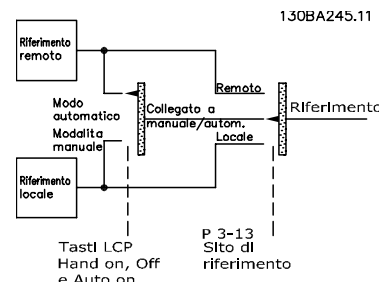 130BA245.11
Riferimento
remoto
Remoto
Modo
automatico
Collegato a
manuale/autom.
Riferimento
Modalita
manuale
Locale
Riferimento
locale
P 3-13
Sito di
riferimento
Tasti LCP
Hand on, Off
e Auto on